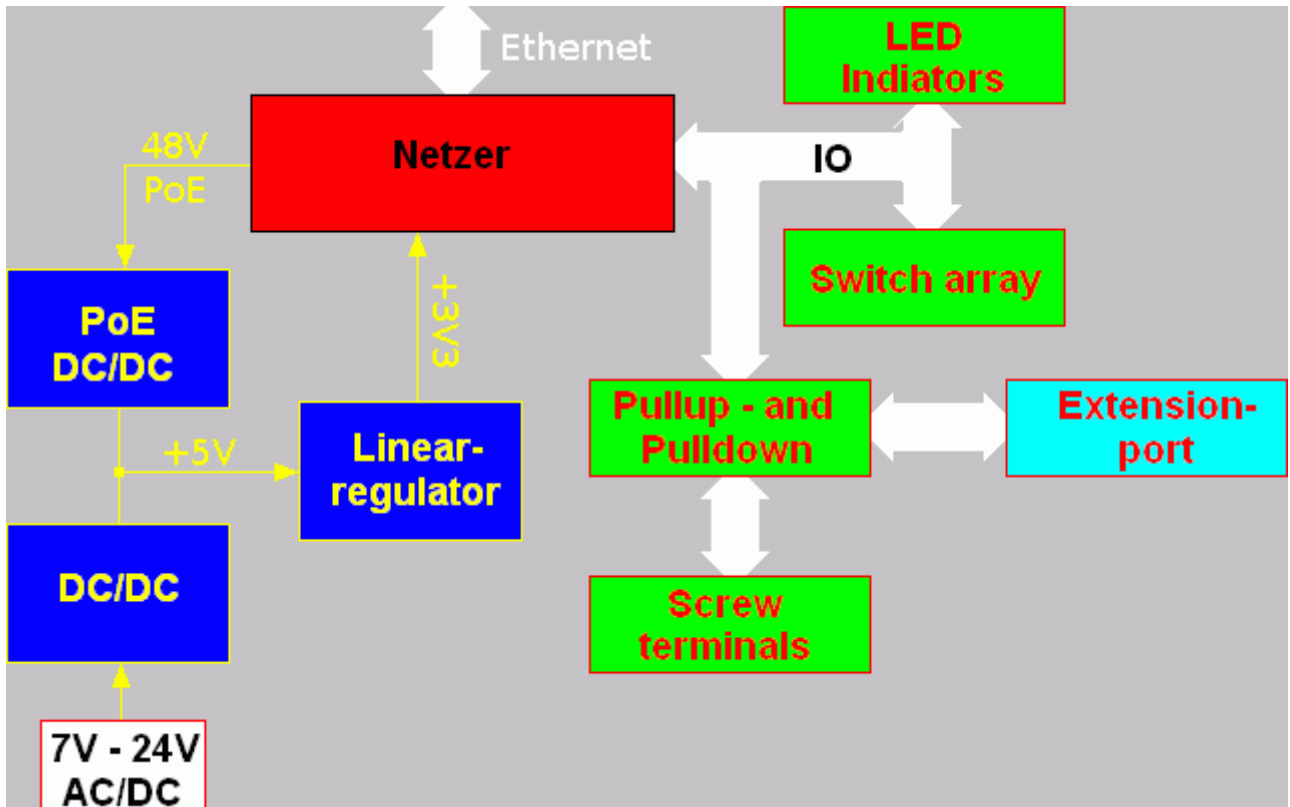 Ethernet
LED
Indiators
Netzer
IO
48V
PoE
Switch array
+3V3
PoE
DC/DC
Pullup - and
Pulldown
Extension-
port
+5V
Linear-
regulator
DC/DC
Screw
terminals
7V - 24V
AC/DC